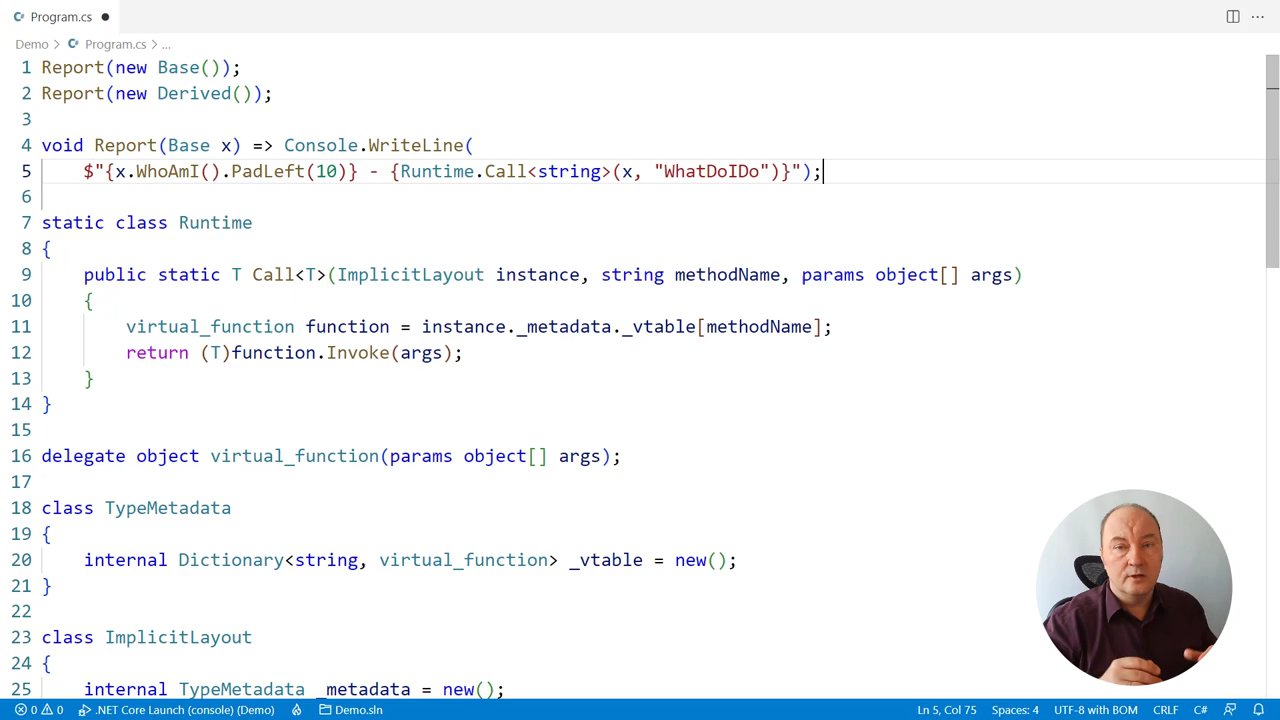 Program.cs
Demo > Program.cs > ...
1 Report(new Base());
2 Report(new Derived());
3
4 void Report(Base x) => Console.WriteLine(
5 $"{x.WhoAmI().PadLeft(10)} - {Runtime.Call<string>(x, "WhatDoIDo")}");
6
7 static class Runtime
8 {
9 public static T Call<T>(ImplicitLayout instance, string methodName, params object[] args)
10 {
11 virtual_function function = instance._metadata._vtable[methodName];
12 return (T)function.Invoke(args);
13 }
14 }
15
16 delegate object virtual_function(params object[] args);
17
18 class TypeMetadata
19 {
20 internal Dictionary<string, virtual_function> _vtable = new();
21 }
22
23 class ImplicitLayout
24 {
25 internal TypeMetadata _metadata = new();
0 0 .NET Core Launch (console) (Demo) Demo.sln Ln 5, Col 75 Spaces: 4 UTF-8 with BOM CRLF C#